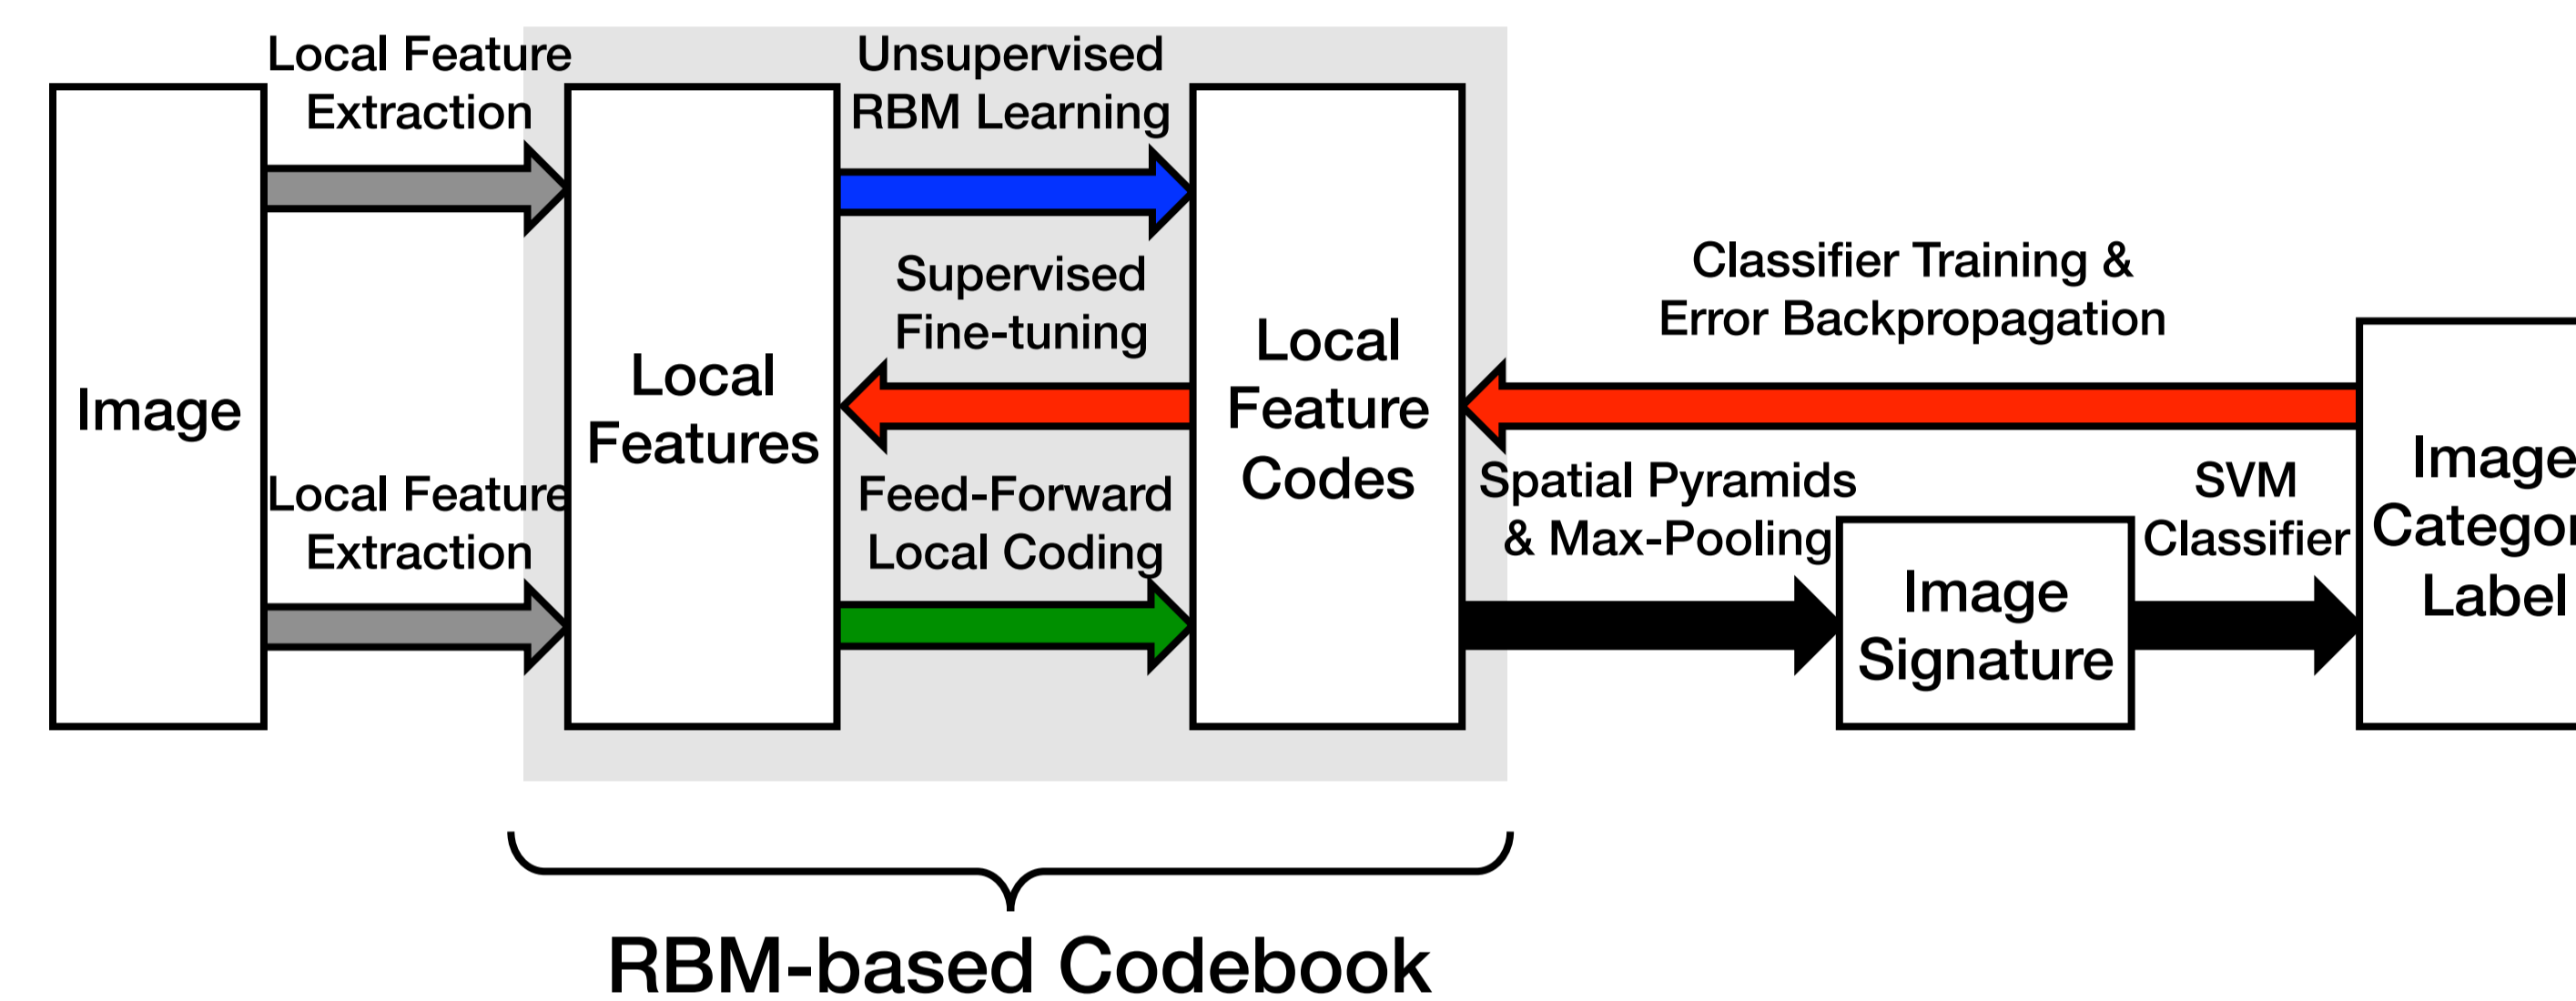 Local Feature
Extraction
Unsupervised
RBM Learning
Image
Local
Features
Supervised
Fine-tuning
Local
Feature
Codes
Classifier Training &
Error Backpropagation
Local Feature
Extraction
Feed-Forward
Local Coding
Spatial Pyramids
& Max-Pooling
Image
Signature
SVM
Classifier
Image
Categor
Label
RBM-based Codebook